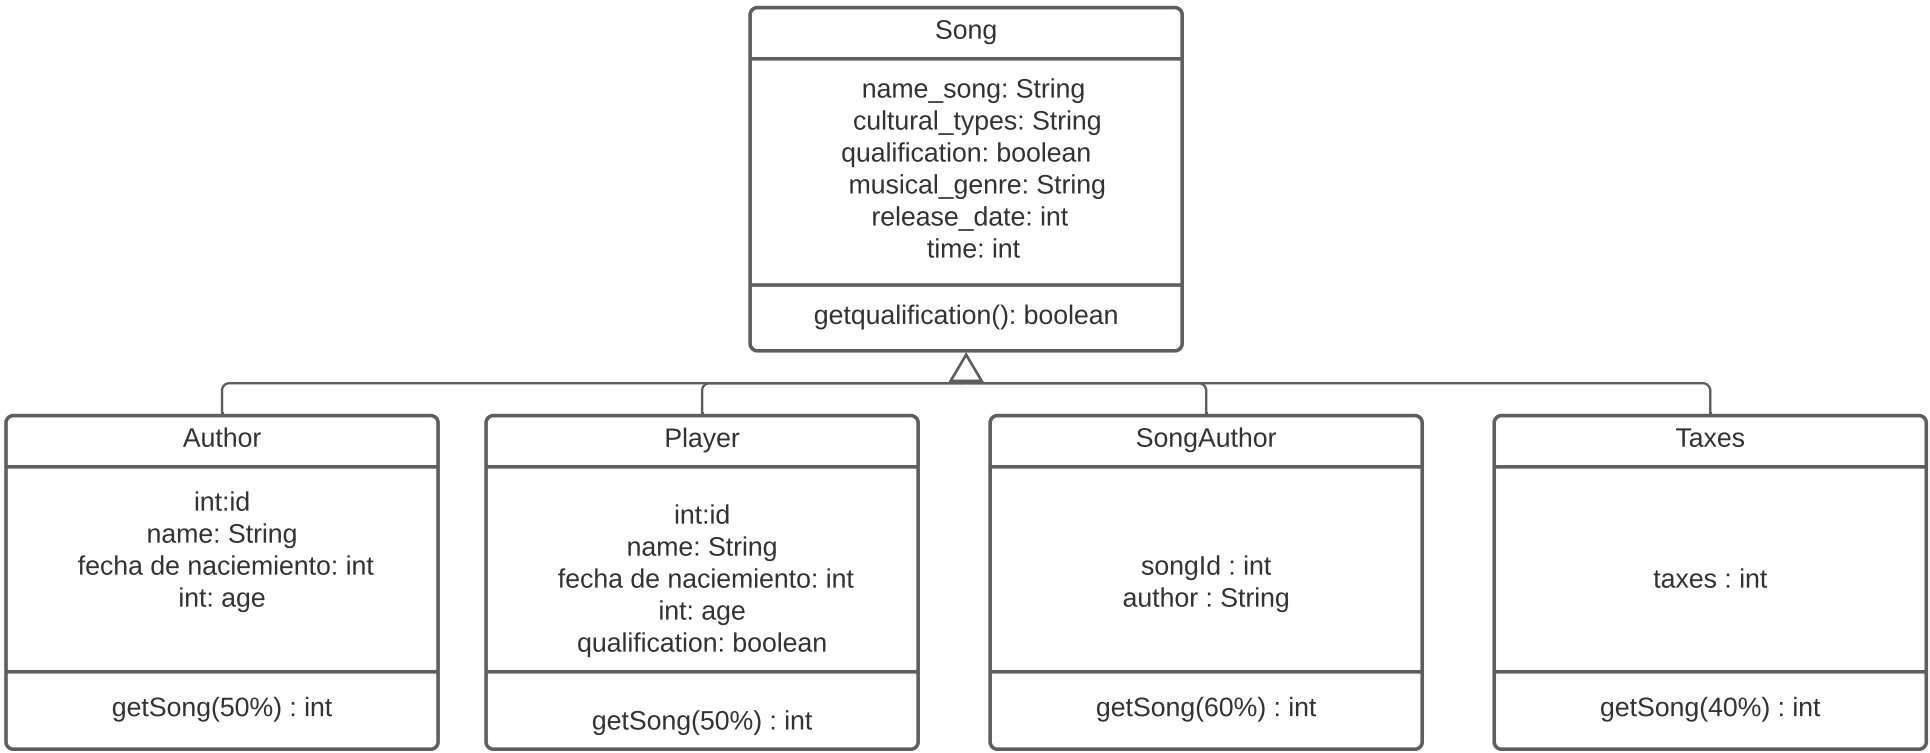 Song
name_song: String
cultural_types: String
qualification: boolean
musical_genre: String
release_date: int
time: int
getqualification(): boolean
Author
int:id
name: String
fecha de naciemiento: int
int: age
getSong(50%) : int
Player
int:id
name: String
fecha de naciemiento: int
int: age
qualification: boolean
getSong(50%) : int
SongAuthor
songId : int
author : String
getSong(60%) : int
Taxes
taxes : int
getSong(40%) : int